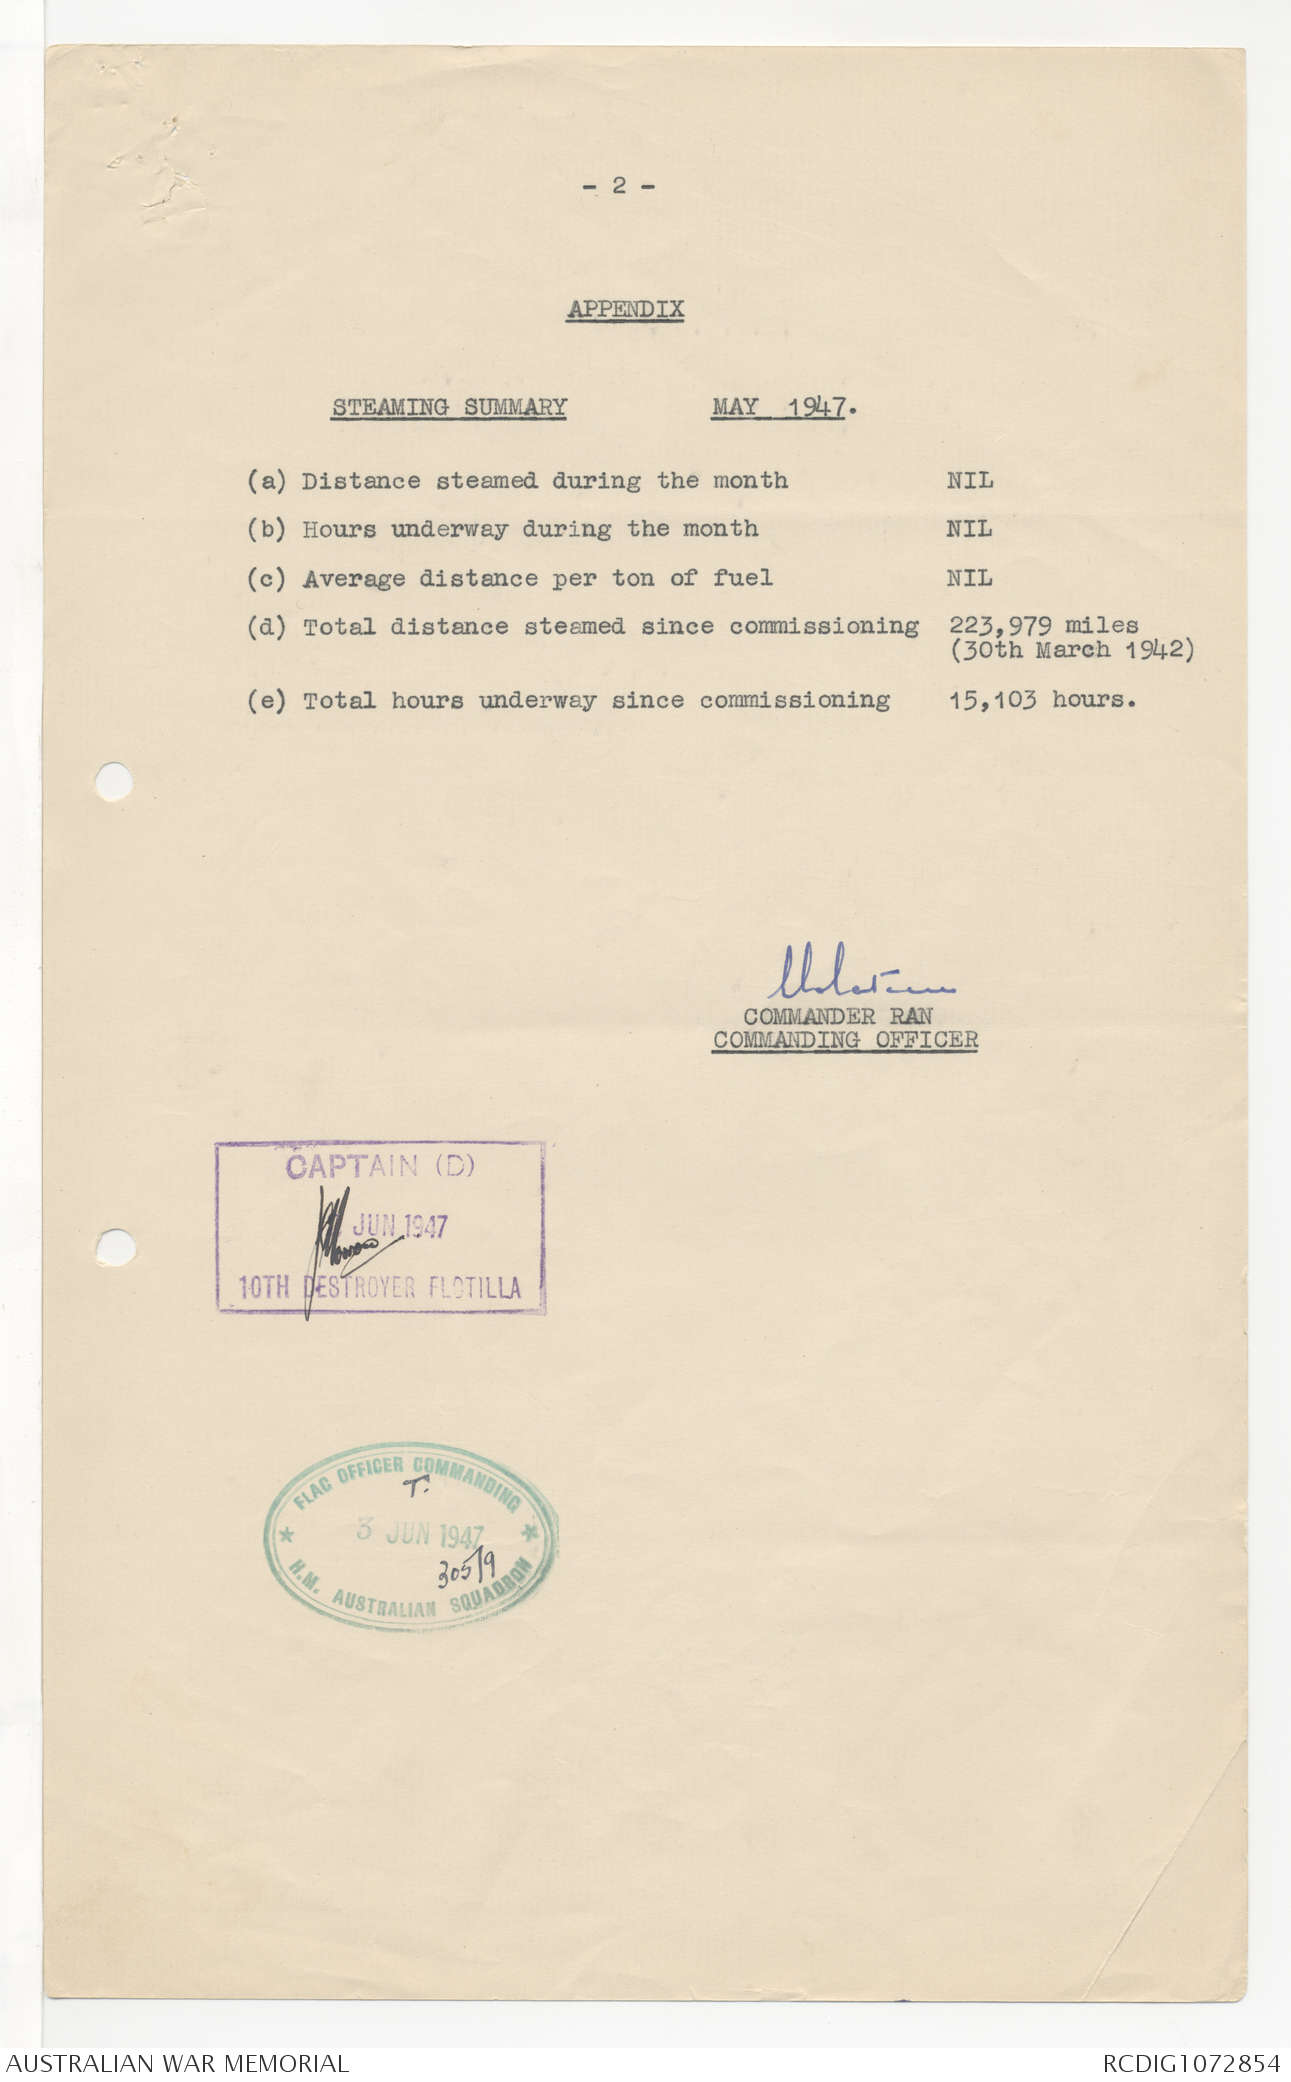 - 2 -
APPENDIX
STEAMING SUMMARY MAY 1947.
(a) Distance steamed during the month NIL
(b) Hours underway during the month NIL
(c) Average distance per ton of fuel NIL
(d) Total distance steamed since commissioning 223,979 miles
(30th March 1942)
(e) Total hours underway since commissioning 15,103 hours.
COMMANDER RAN
COMMANDING OFFICER
CAPTAIN (D)
JUN 1947
10TH DESTROYER FLOTILLA
FLAG OFFICER COMMANDING
T.
3 JUN 1947
305/9
H.M. AUSTRALIAN SQUADRON
AUSTRALIAN WAR MEMORIAL RCDIG1072854